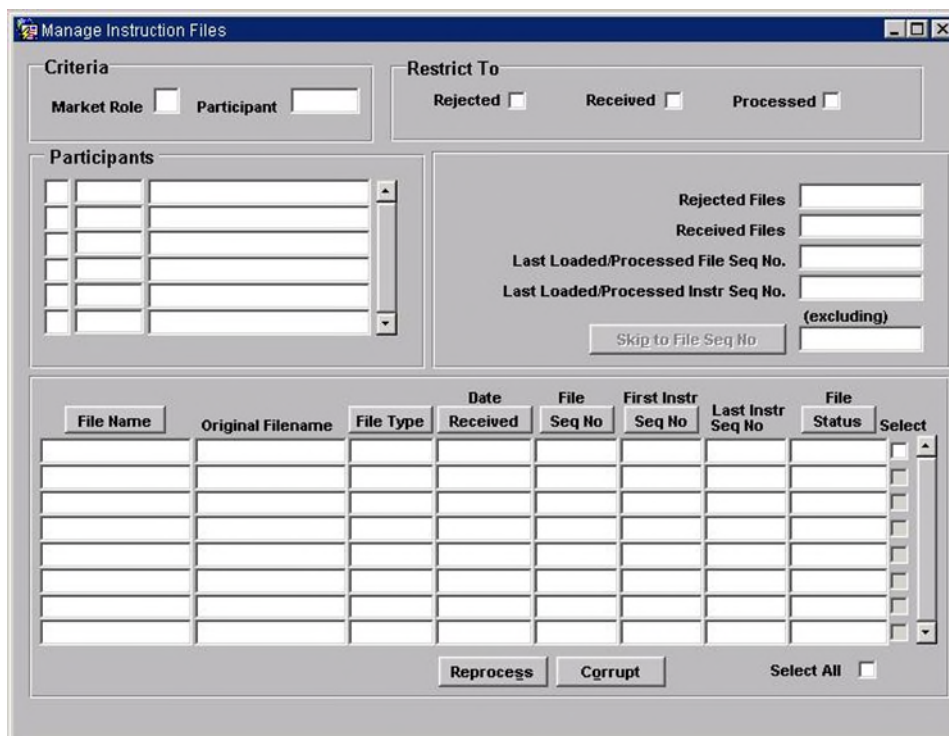 Manage Instruction Files
Criteria
Market Role Participant
Restrict To
Rejected Received Processed
Participants
Rejected Files
Received Files
Last Loaded/Processed File Seq No.
Last Loaded/Processed Instr Seq No.
(excluding)
Skip to File Seq No
File Name Original Filename File Type Date Received File Seq No First Instr Seq No Last Instr Seq No File Status Select
Reprocess Corrupt Select All